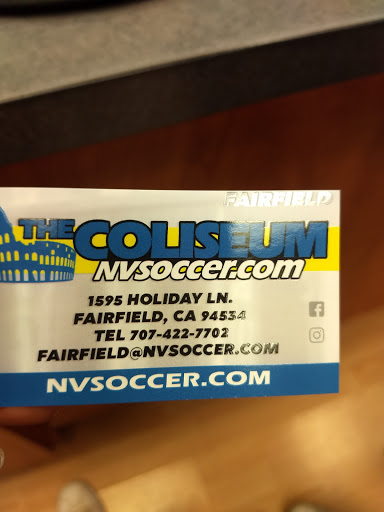 FAIRFIELD
THE COLISEUM
NVSOCCER.COM
1595 HOLIDAY LN.
FAIRFIELD, CA 94534
TEL 707-422-7702
FAIRFIELD@NVSOCCER.COM
NVSOCCER.COM